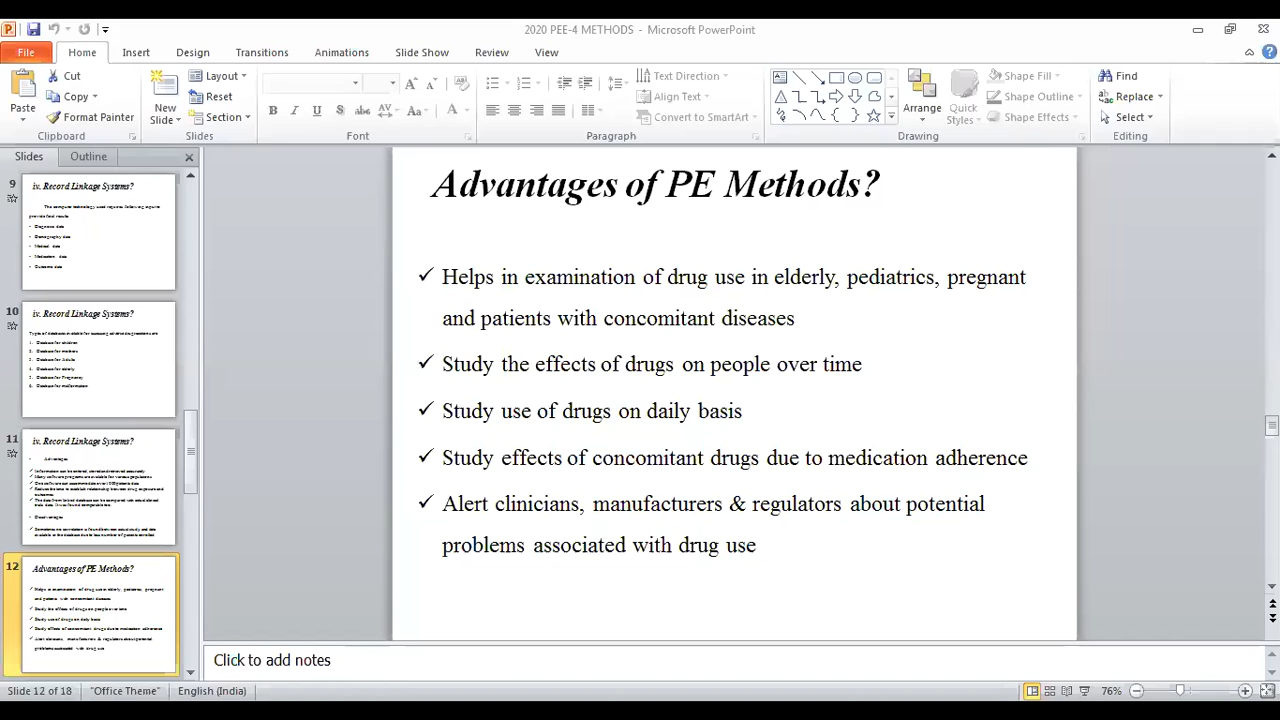 2020 PEE-4 METHODS - Microsoft PowerPoint
File Home Insert Design Transitions Animations Slide Show Review View
Cut
Copy
Format Painter
Paste
Clipboard
New
Slide
Layout
Reset
Section
Slides
B U S abc AV Aa A
Font
Text Direction
Align Text
Convert to SmartArt
Paragraph
Arrange
Quick
Styles
Shape Fill
Shape Outline
Shape Effects
Drawing
Find
Replace
Select
Editing
Slides Outline
9
iv. Record Linkage Systems?
10
iv. Record Linkage Systems?
11
iv. Record Linkage Systems?
12
Advantages of PE Methods?
Advantages of PE Methods?
✓ Helps in examination of drug use in elderly, pediatrics, pregnant
and patients with concomitant diseases
✓ Study the effects of drugs on people over time
✓ Study use of drugs on daily basis
✓ Study effects of concomitant drugs due to medication adherence
✓ Alert clinicians, manufacturers & regulators about potential
problems associated with drug use
Click to add notes
Slide 12 of 18 "Office Theme" English (India) 76%